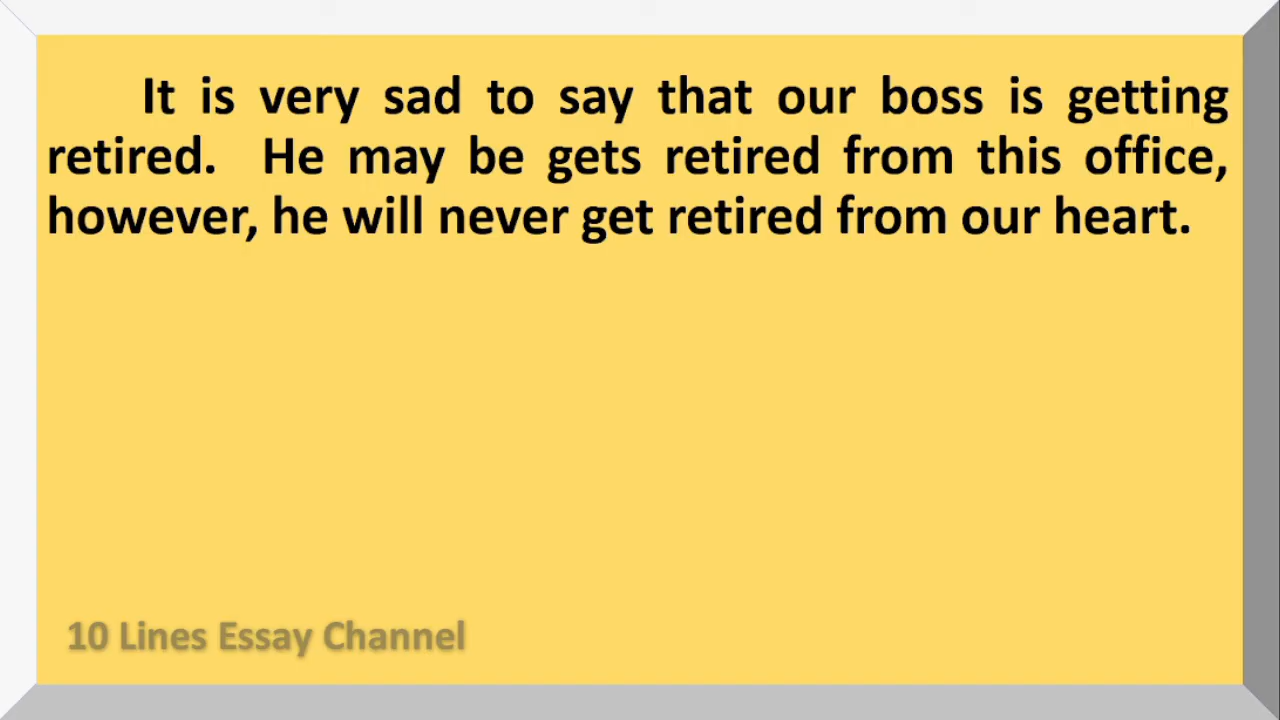 It is very sad to say that our boss is getting
retired. He may be gets retired from this office,
however, he will never get retired from our heart.
10 Lines Essay Channel